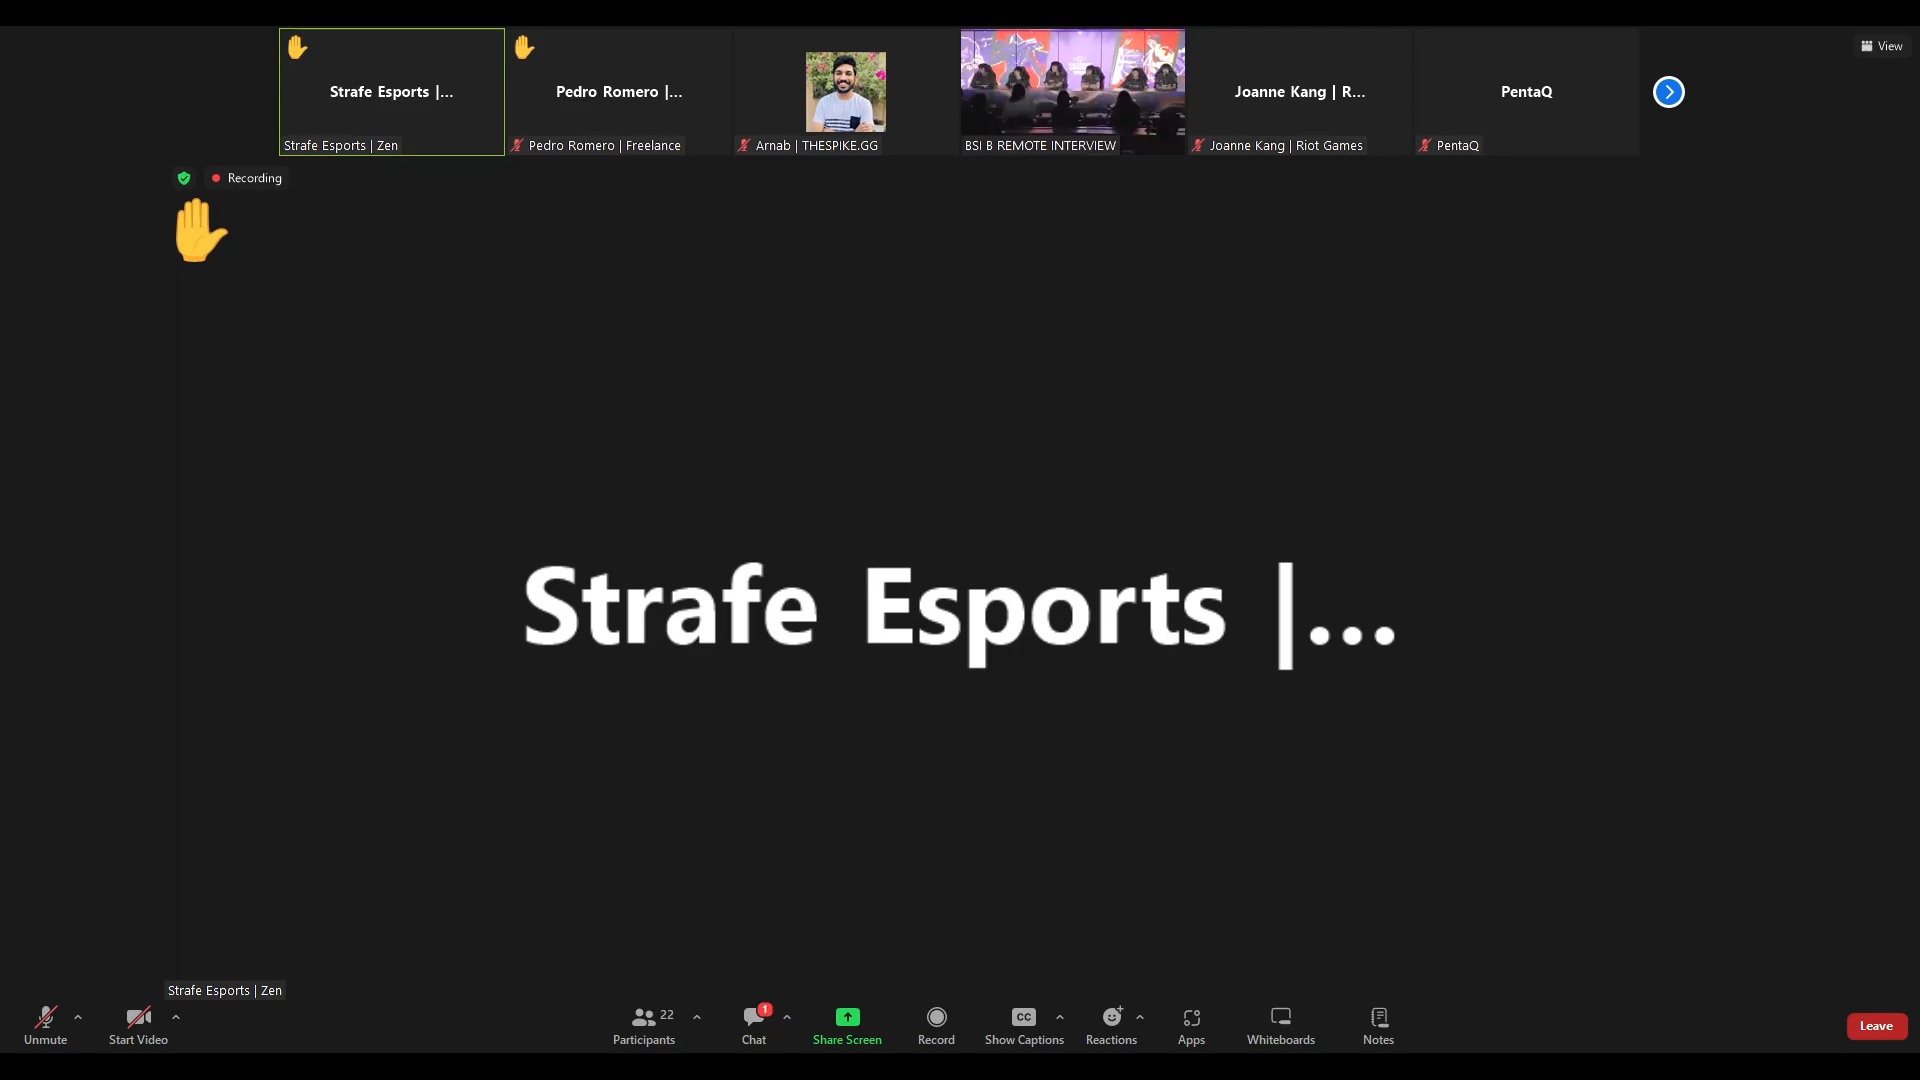 Strafe Esports |...
Pedro Romero |...
Joanne Kang | R...
PentaQ
View
Strafe Esports | Zen
Pedro Romero | Freelance
Arnab | THESPIKE.GG
BSI B REMOTE INTERVIEW
Joanne Kang | Riot Games
PentaQ
Recording
Strafe Esports |...
Strafe Esports | Zen
22
1
CC
Unmute
Start Video
Participants
Chat
Share Screen
Record
Show Captions
Reactions
Apps
Whiteboards
Notes
Leave